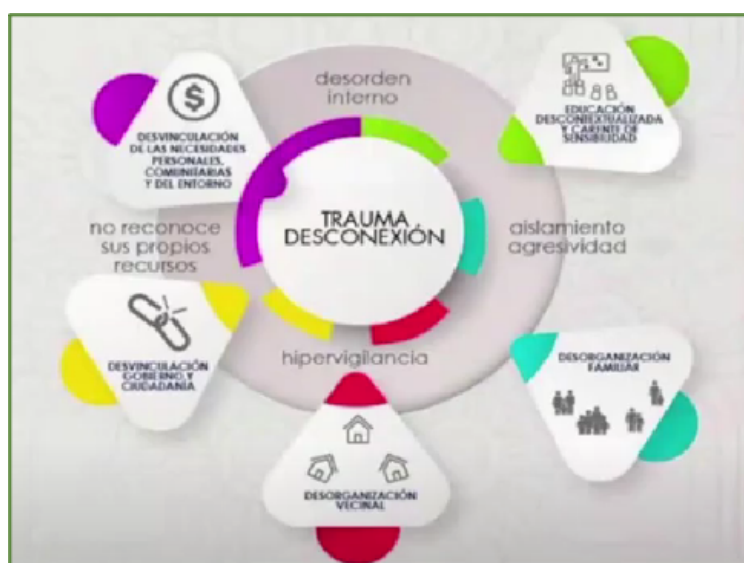 desorden
interno
$
DESVINCULACIÓN
DE LAS NECESIDADES
PERSONALES,
COMUNITARIAS
Y DEL ENTORNO
EDUCACIÓN
DESCONTEXTUALIZADA
Y CARENTE DE
SENSIBILIDAD
TRAUMA
DESCONEXIÓN
no reconoce
sus propios
recursos
aislamiento
agresividad
DESVINCULACIÓN
GOBIERNO, Y
CIUDADANÍA
hipervigilancia
DESORGANIZACIÓN
FAMILIAR
DESORGANIZACIÓN
VECINAL